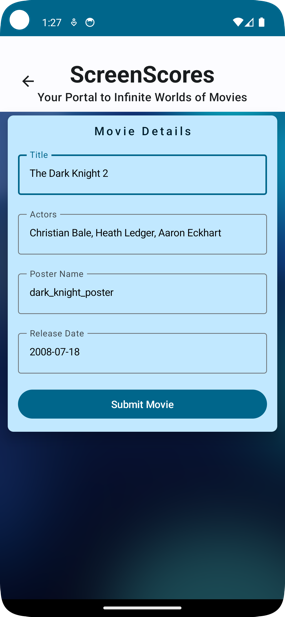 1:27
ScreenScores
Your Portal to Infinite Worlds of Movies
Movie Details
Title
The Dark Knight 2
Actors
Christian Bale, Heath Ledger, Aaron Eckhart
Poster Name
dark_knight_poster
Release Date
2008-07-18
Submit Movie